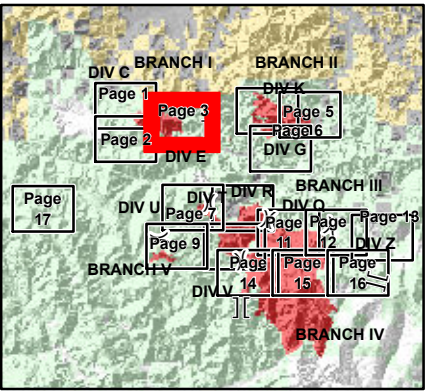 BRANCH I
BRANCH II
DIV C
DIV K
Page 1
Page 3
Page 5
Page 6
Page 2
DIV G
DIV E
BRANCH III
Page
17
DIV R
DIV U
Page 7
Page
11
Page
12
Page 13
Page 9
DIV Z
BRANCH V
Page
14
Page
15
Page
16
DIV V
][
BRANCH IV